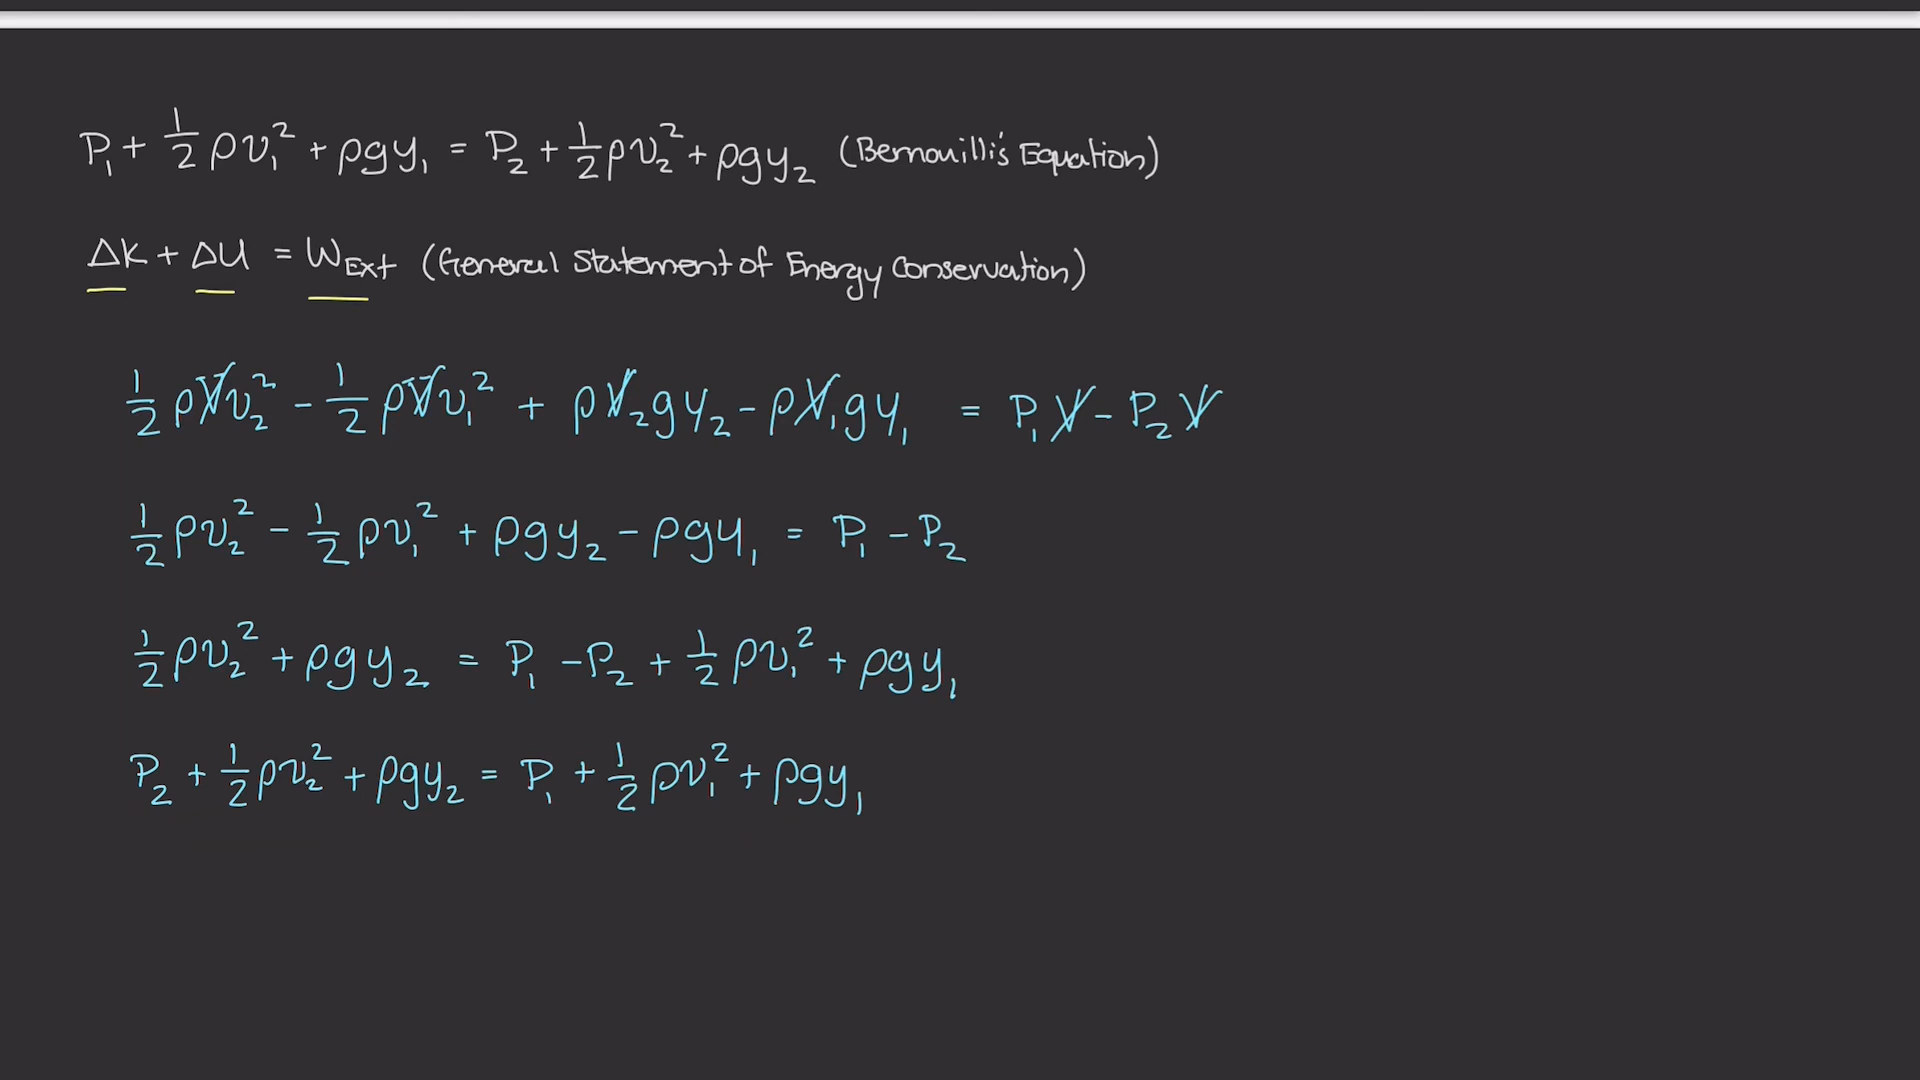 P₁ + ½ρv₁² + ρgy₁ = P₂ + ½ρv₂² + ρgy₂ (Bernouilli's Equation)
ΔK + ΔU = W_Ext (General Statement of Energy Conservation)
½ρVv₂² - ½ρVv₁² + ρV₂gy₂ - ρV₁gy₁ = P₁V - P₂V
½ρv₂² - ½ρv₁² + ρgy₂ - ρgy₁ = P₁ - P₂
½ρv₂² + ρgy₂ = P₁ - P₂ + ½ρv₁² + ρgy₁
P₂ + ½ρv₂² + ρgy₂ = P₁ + ½ρv₁² + ρgy₁